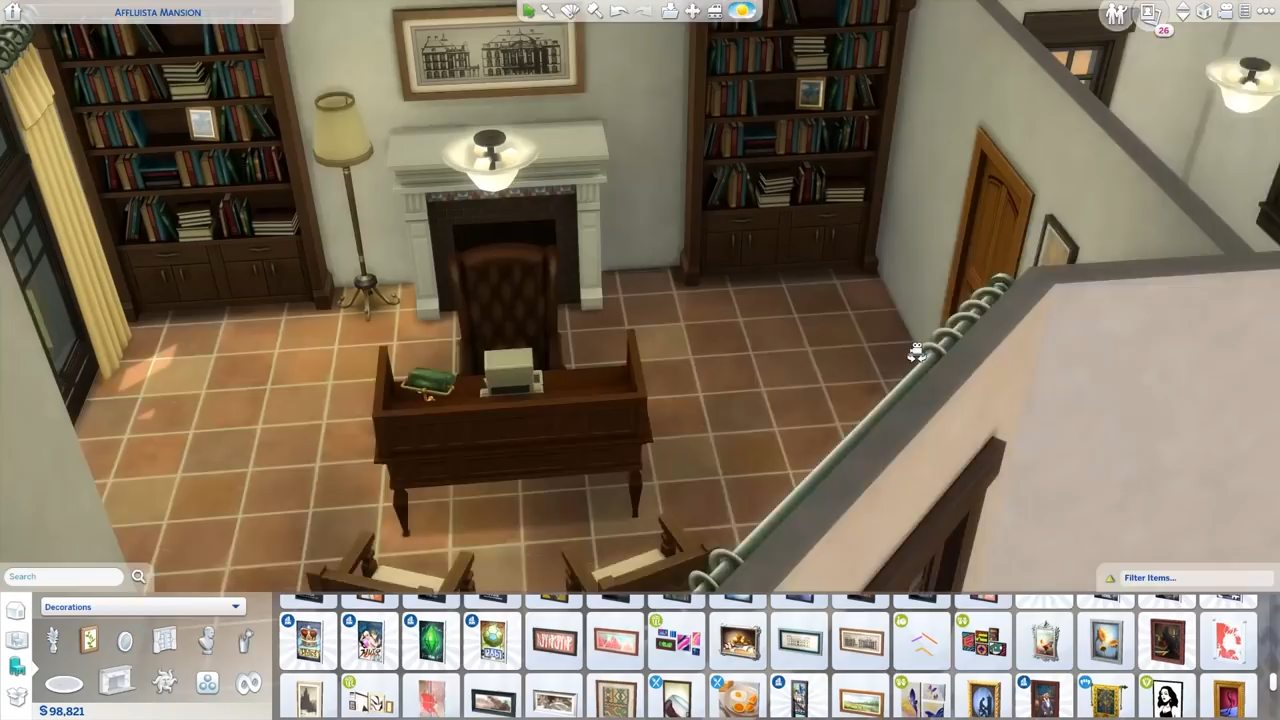 AFFLUISTA MANSION
26
Search
Filter Items...
Decorations
§98,821